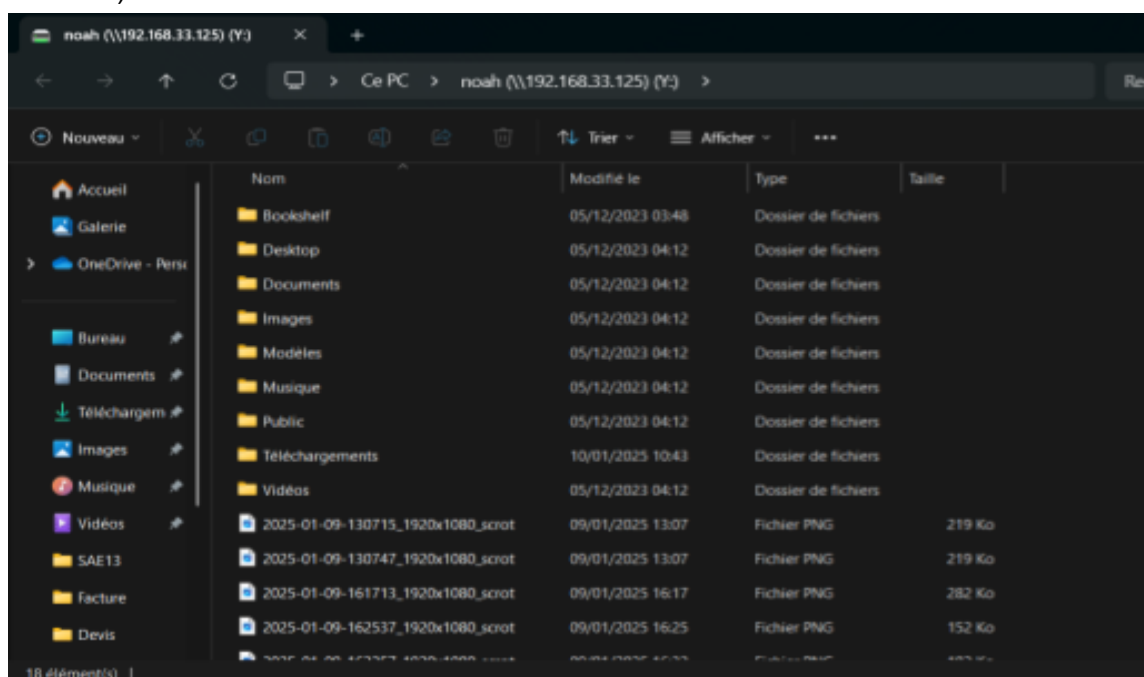 noah (\\192.168.33.125) (Y:)
Ce PC > noah (\\192.168.33.125) (Y:) >
Re
Nouveau
Trier
Afficher
Accueil
Galerie
OneDrive - Perso
Bureau
Documents
Téléchargem
Images
Musique
Vidéos
SAE13
Facture
Devis
Nom Modifié le Type Taille
Bookshelf 05/12/2023 03:48 Dossier de fichiers
Desktop 05/12/2023 04:12 Dossier de fichiers
Documents 05/12/2023 04:12 Dossier de fichiers
Images 05/12/2023 04:12 Dossier de fichiers
Modèles 05/12/2023 04:12 Dossier de fichiers
Musique 05/12/2023 04:12 Dossier de fichiers
Public 05/12/2023 04:12 Dossier de fichiers
Téléchargements 10/01/2025 10:43 Dossier de fichiers
Vidéos 05/12/2023 04:12 Dossier de fichiers
2025-01-09-130715_1920x1080_scrot 09/01/2025 13:07 Fichier PNG 219 Ko
2025-01-09-130747_1920x1080_scrot 09/01/2025 13:07 Fichier PNG 219 Ko
2025-01-09-161713_1920x1080_scrot 09/01/2025 16:17 Fichier PNG 282 Ko
2025-01-09-162537_1920x1080_scrot 09/01/2025 16:25 Fichier PNG 152 Ko
18 élément(s)